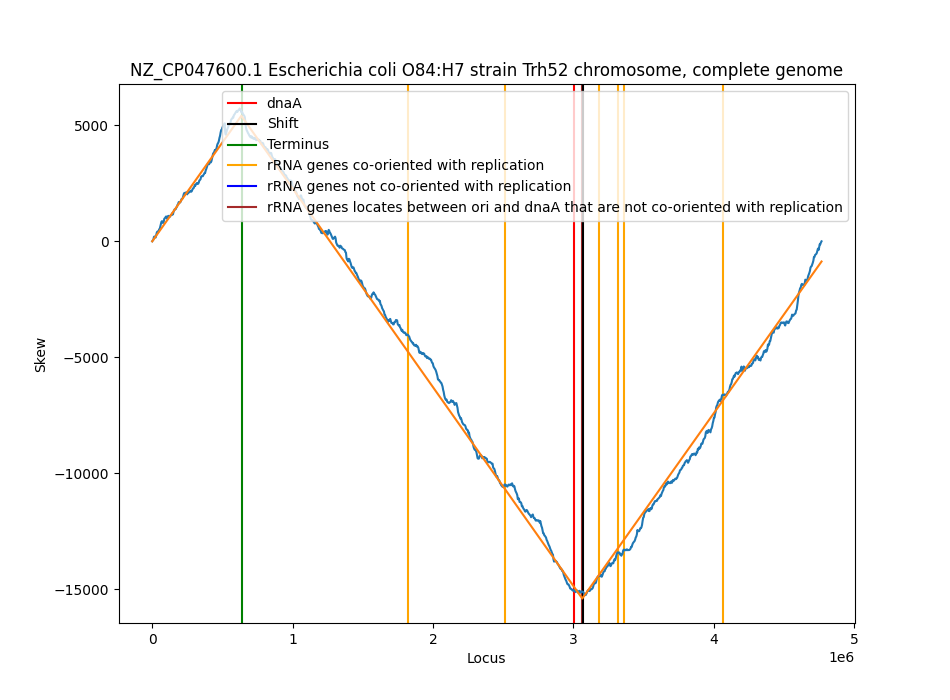 NZ_CP047600.1 Escherichia coli O84:H7 strain Trh52 chromosome, complete genome
dnaA
Shift
Terminus
rRNA genes co-oriented with replication
rRNA genes not co-oriented with replication
rRNA genes locates between ori and dnaA that are not co-oriented with replication
5000
0
−5000
−10000
−15000
Skew
0 1 2 3 4 5
1e6
Locus